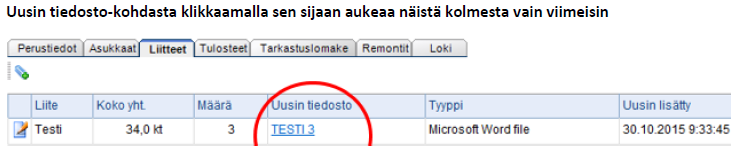 Uusin tiedosto-kohdasta klikkaamalla sen sijaan aukeaa näistä kolmesta vain viimeisin
Perustiedot Asukkaat Liitteet Tulosteet Tarkastuslomake Remontit Loki
Liite Koko yht. Määrä Uusin tiedosto Tyyppi Uusin lisätty
Testi 34,0 kt 3 TESTI 3 Microsoft Word file 30.10.2015 9:33:45